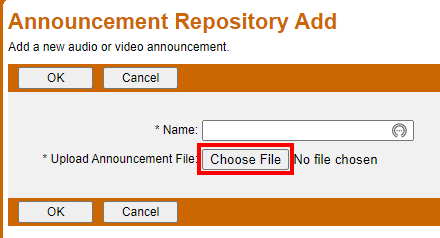 Announcement Repository Add
Add a new audio or video announcement.
OK Cancel
* Name:
* Upload Announcement File: Choose File No file chosen
OK Cancel